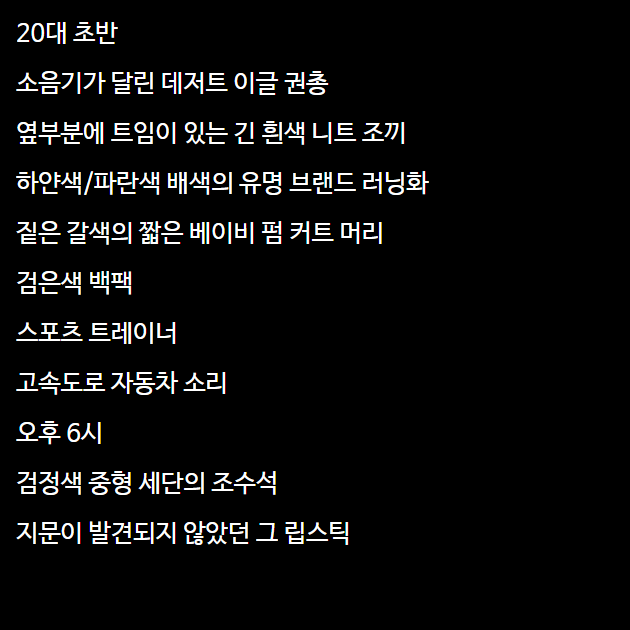 20대 초반
소음기가 달린 데저트 이글 권총
옆부분에 트임이 있는 긴 흰색 니트 조끼
하얀색/파란색 배색의 유명 브랜드 러닝화
짙은 갈색의 짧은 베이비 펌 커트 머리
검은색 백팩
스포츠 트레이너
고속도로 자동차 소리
오후 6시
검정색 중형 세단의 조수석
지문이 발견되지 않았던 그 립스틱